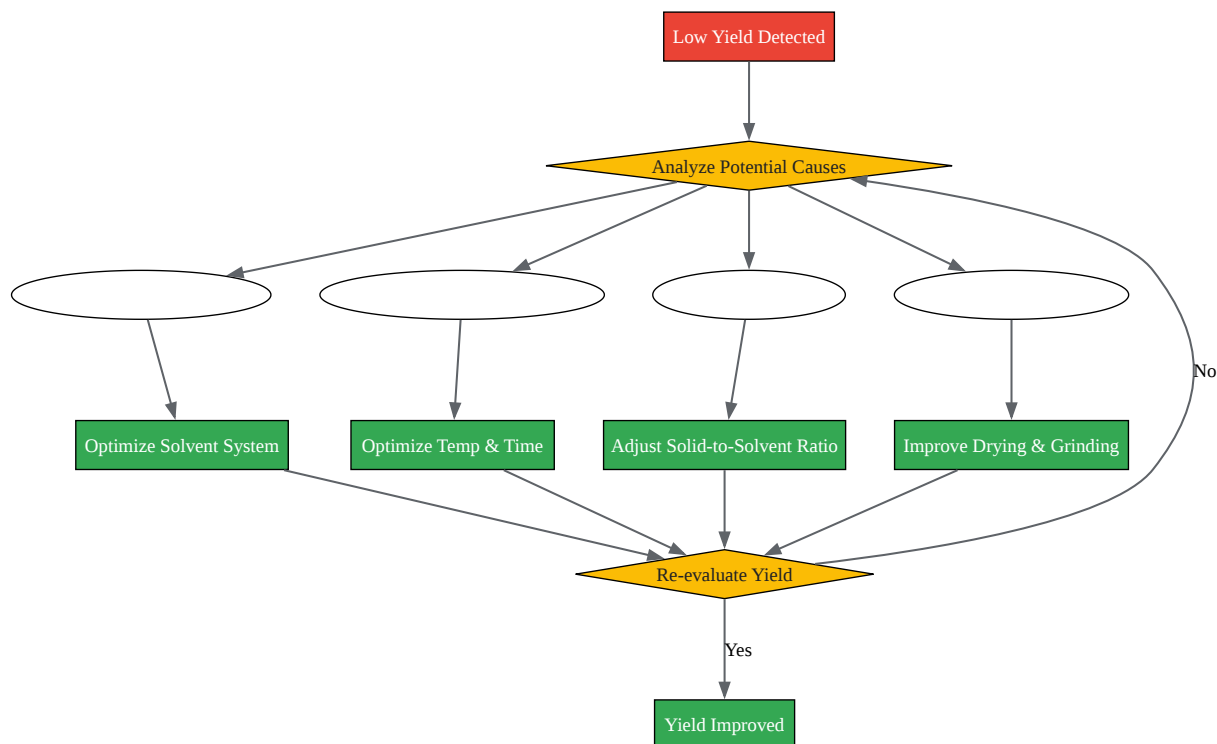 Low Yield Detected
Analyze Potential Causes
No
Optimize Solvent System
Optimize Temp & Time
Adjust Solid-to-Solvent Ratio
Improve Drying & Grinding
Re-evaluate Yield
Yes
Yield Improved